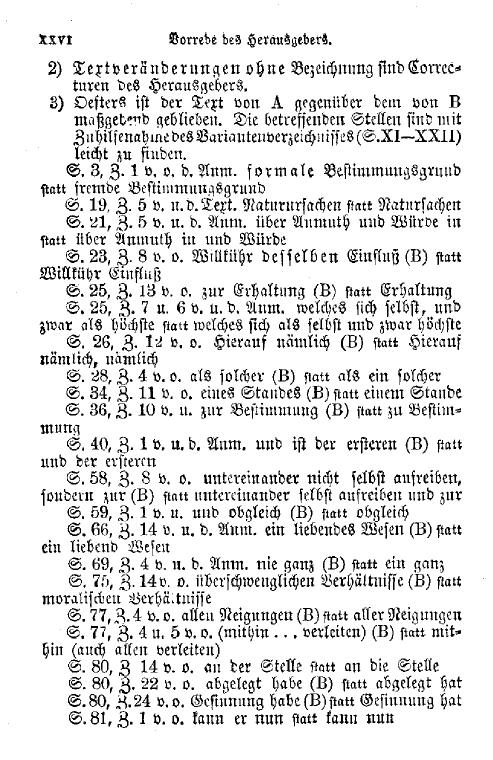 XXVI Vorrede des Herausgebers.
2) Textveränderungen ohne Bezeichnung sind Correc-
turen des Herausgebers.
3) Oefters ist der Text von A gegenüber dem von B
maßgebend geblieben. Die betreffenden Stellen sind mit
Zuhilfenahme des Variantenverzeichnisses (S. XI—XXII)
leicht zu finden.
S. 3, Z. 1 v. o. d. Anm. formale Bestimmungsgrund
statt fremde Bestimmungsgrund
S. 19, Z. 5 v. u. d. Text. Naturursachen statt Natursachen
S. 21, Z. 5 v. u. d. Anm. über Anmuth und Würde in
statt über Anmuth in und Würde
S. 23, Z. 8 v. o. Willkühr desselben Einfluß (B) statt
Willkühr Einfluß
S. 25, Z. 13 v. o. zur Erhaltung (B) statt Erhaltung
S. 25, Z. 7 u. 6 v. u. d. Anm. welches sich selbst, und
zwar als höchste statt welches sich als selbst und zwar höchste
S. 26, Z. 12 v. o. Hierauf nämlich (B) statt Hierauf
nämlich, nämlich
S. 28, Z. 4 v. o. als solcher (B) statt als ein solcher
S. 34, Z. 11 v. o. eines Standes (B) statt einem Stande
S. 36, Z. 10 v. u. zur Bestimmung (B) statt zu Bestim-
mung
S. 40, Z. 1 v. u. d. Anm. und ist der ersteren (B) statt
und der ersteren
S. 58, Z. 8 v. o. untereinander nicht selbst aufreiben,
sondern zur (B) statt untereinander selbst aufreiben und zur
S. 59, Z. 1 v. u. und obgleich (B) statt obgleich
S. 66, Z. 14 v. u. d. Anm. ein liebendes Wesen (B) statt
ein liebend Wesen
S. 69, Z. 4 v. u. d. Anm. nie ganz (B) statt ein ganz
S. 75, Z. 14 v. o. überschwenglichen Verhältnisse (B) statt
moralischen Verhältnisse
S. 77, Z. 4 v. o. allen Neigungen (B) statt aller Neigungen
S. 77, Z. 4 u. 5 v. o. (mithin . . . verleiten) (B) statt mit-
hin (auch allen verleiten)
S. 80, Z 14 v. o. an der Stelle statt an die Stelle
S. 80, Z. 22 v. o. abgelegt habe (B) statt abgelegt hat
S. 80, Z. 24 v. o. Gesinnung habe (B) statt Gesinnung hat
S. 81, Z. 1 v. o. kann er nun statt kann nun